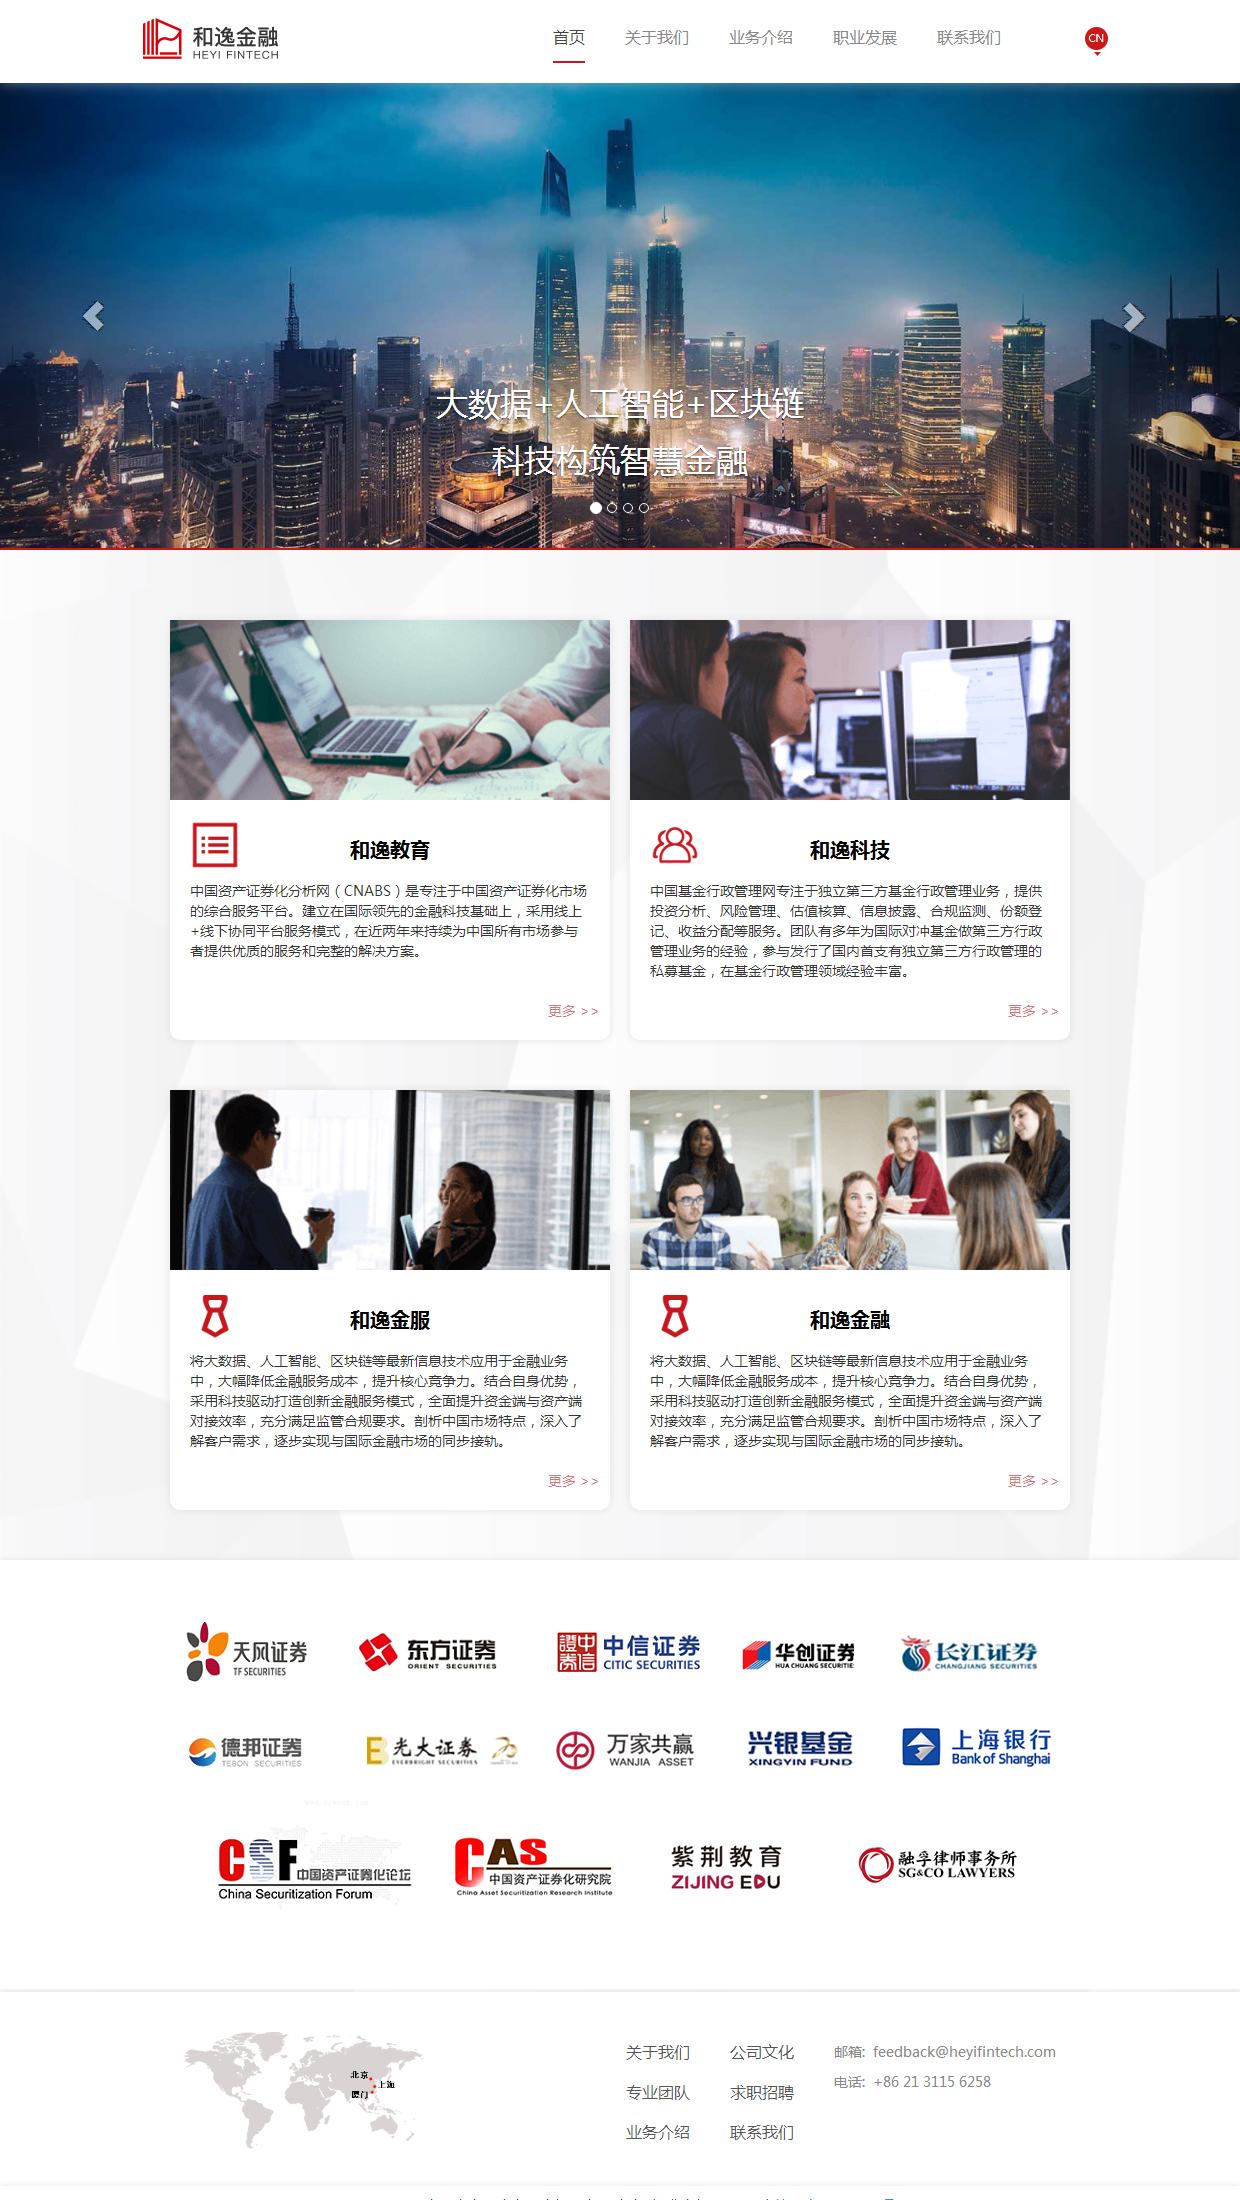 和逸金融
HEYI FINTECH
首页 关于我们 业务介绍 职业发展 联系我们 CN
大数据+人工智能+区块链
科技构筑智慧金融
和逸教育
中国资产证券化分析网（CNABS）是专注于中国资产证券化市场
的综合服务平台。建立在国际领先的金融科技基础上，采用线上
+线下协同平台服务模式，在近两年来持续为中国所有市场参与
者提供优质的服务和完整的解决方案。
更多 >>
和逸科技
中国基金行政管理网专注于独立第三方基金行政管理业务，提供
投资分析、风险管理、估值核算、信息披露、合规监测、份额登
记、收益分配等服务。团队有多年为国际对冲基金做第三方行政
管理业务的经验，参与发行了国内首支有独立第三方行政管理的
私募基金，在基金行政管理领域经验丰富。
更多 >>
和逸金服
将大数据、人工智能、区块链等最新信息技术应用于金融业务
中，大幅降低金融服务成本，提升核心竞争力。结合自身优势，
采用科技驱动打造创新金融服务模式，全面提升资金端与资产端
对接效率，充分满足监管合规要求。剖析中国市场特点，深入了
解客户需求，逐步实现与国际金融市场的同步接轨。
更多 >>
和逸金融
将大数据、人工智能、区块链等最新信息技术应用于金融业务
中，大幅降低金融服务成本，提升核心竞争力。结合自身优势，
采用科技驱动打造创新金融服务模式，全面提升资金端与资产端
对接效率，充分满足监管合规要求。剖析中国市场特点，深入了
解客户需求，逐步实现与国际金融市场的同步接轨。
更多 >>
天风证券
TF SECURITIES
东方证券
ORIENT SECURITIES
中信證券
中信证券
CITIC SECURITIES
华创证券
HUA CHUANG SECURITIES
长江证券
CHANGJIANG SECURITIES
德邦证券
TEBON SECURITIES
光大证券
EVERBRIGHT SECURITIES
万家共赢
WANJIA ASSET
兴银基金
XINGYIN FUND
上海银行
Bank of Shanghai
CSF
中国资产证券化论坛
China Securitization Forum
CAS
中国资产证券化研究院
China Asset Securitization Research Institute
紫荆教育
ZIJING EDU
融孚律师事务所
SG&CO LAWYERS
北京
上海
厦门
关于我们 公司文化 邮箱: feedback@heyifintech.com
电话: +86 21 3115 6258
专业团队 求职招聘
业务介绍 联系我们